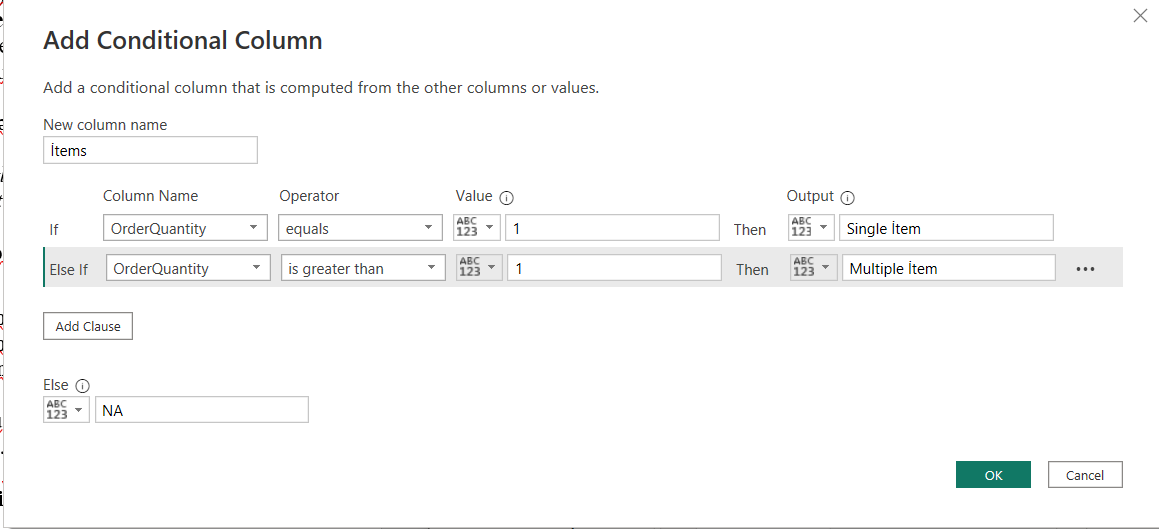 Add Conditional Column
Add a conditional column that is computed from the other columns or values.
New column name
İtems
Column Name Operator Value Output
If OrderQuantity equals ABC 123 1 Then ABC 123 Single İtem
Else If OrderQuantity is greater than ABC 123 1 Then ABC 123 Multiple İtem
Add Clause
Else
ABC 123 NA
OK Cancel